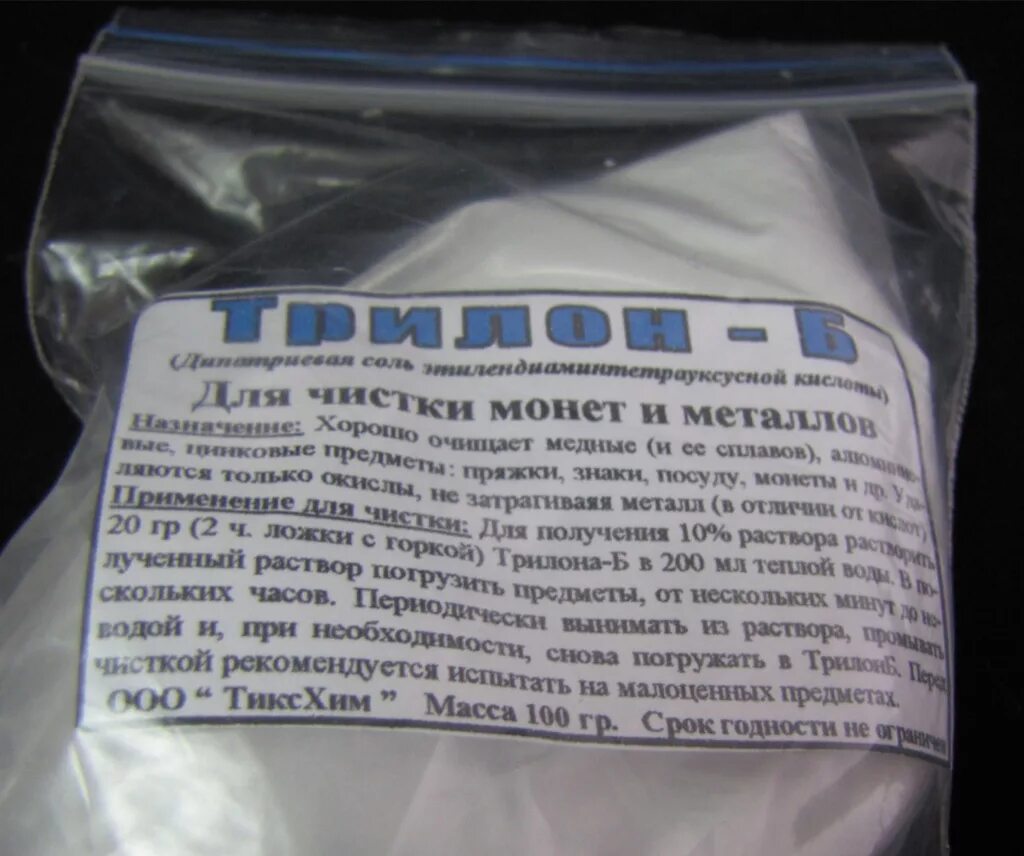 Трилон - Б
(Динатриевая соль этилендиаминтетрауксусной кислоты)
Для чистки монет и металлов
Назначение: Хорошо очищает медные (и ее сплавов), алюминие-
вые, цинковые предметы: пряжки, знаки, посуду, монеты и др. Уда-
ляются только окислы, не затрагиваяя металл (в отличии от кислот)
Применение для чистки: Для получения 10% раствора растворить
20 гр (2 ч. ложки с горкой) Трилона-Б в 200 мл теплой воды. В по-
лученный раствор погрузить предметы, от нескольких минут до не-
скольких часов. Периодически вынимать из раствора, промывать
водой и, при необходимости, снова погружать в ТрилонБ. Перед
чисткой рекомендуется испытать на малоценных предметах.
ООО “ ТиксХим ” Масса 100 гр. Срок годности не ограничен